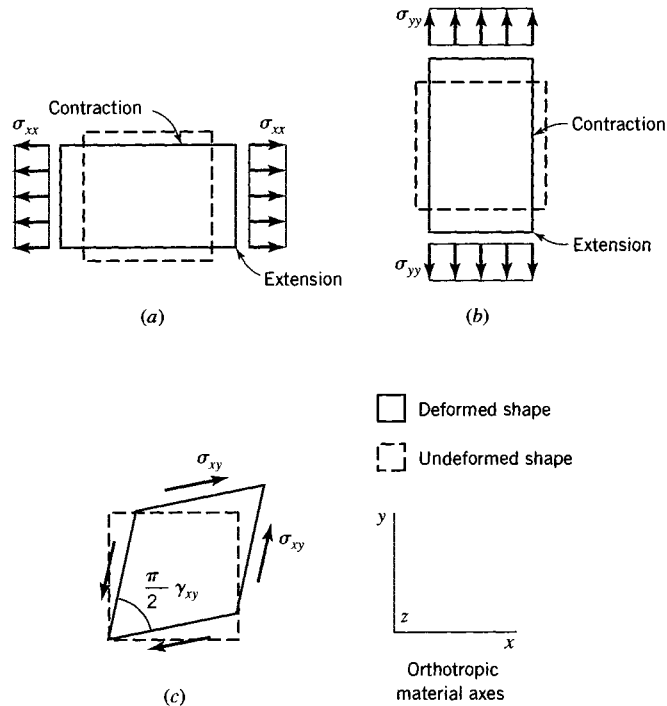 σxx
Contraction
σxx
Extension
(a)
σyy
Contraction
Extension
σyy
(b)
Deformed shape
Undeformed shape
σxy
σxy
π/2 γxy
(c)
y
z
x
Orthotropic
material axes